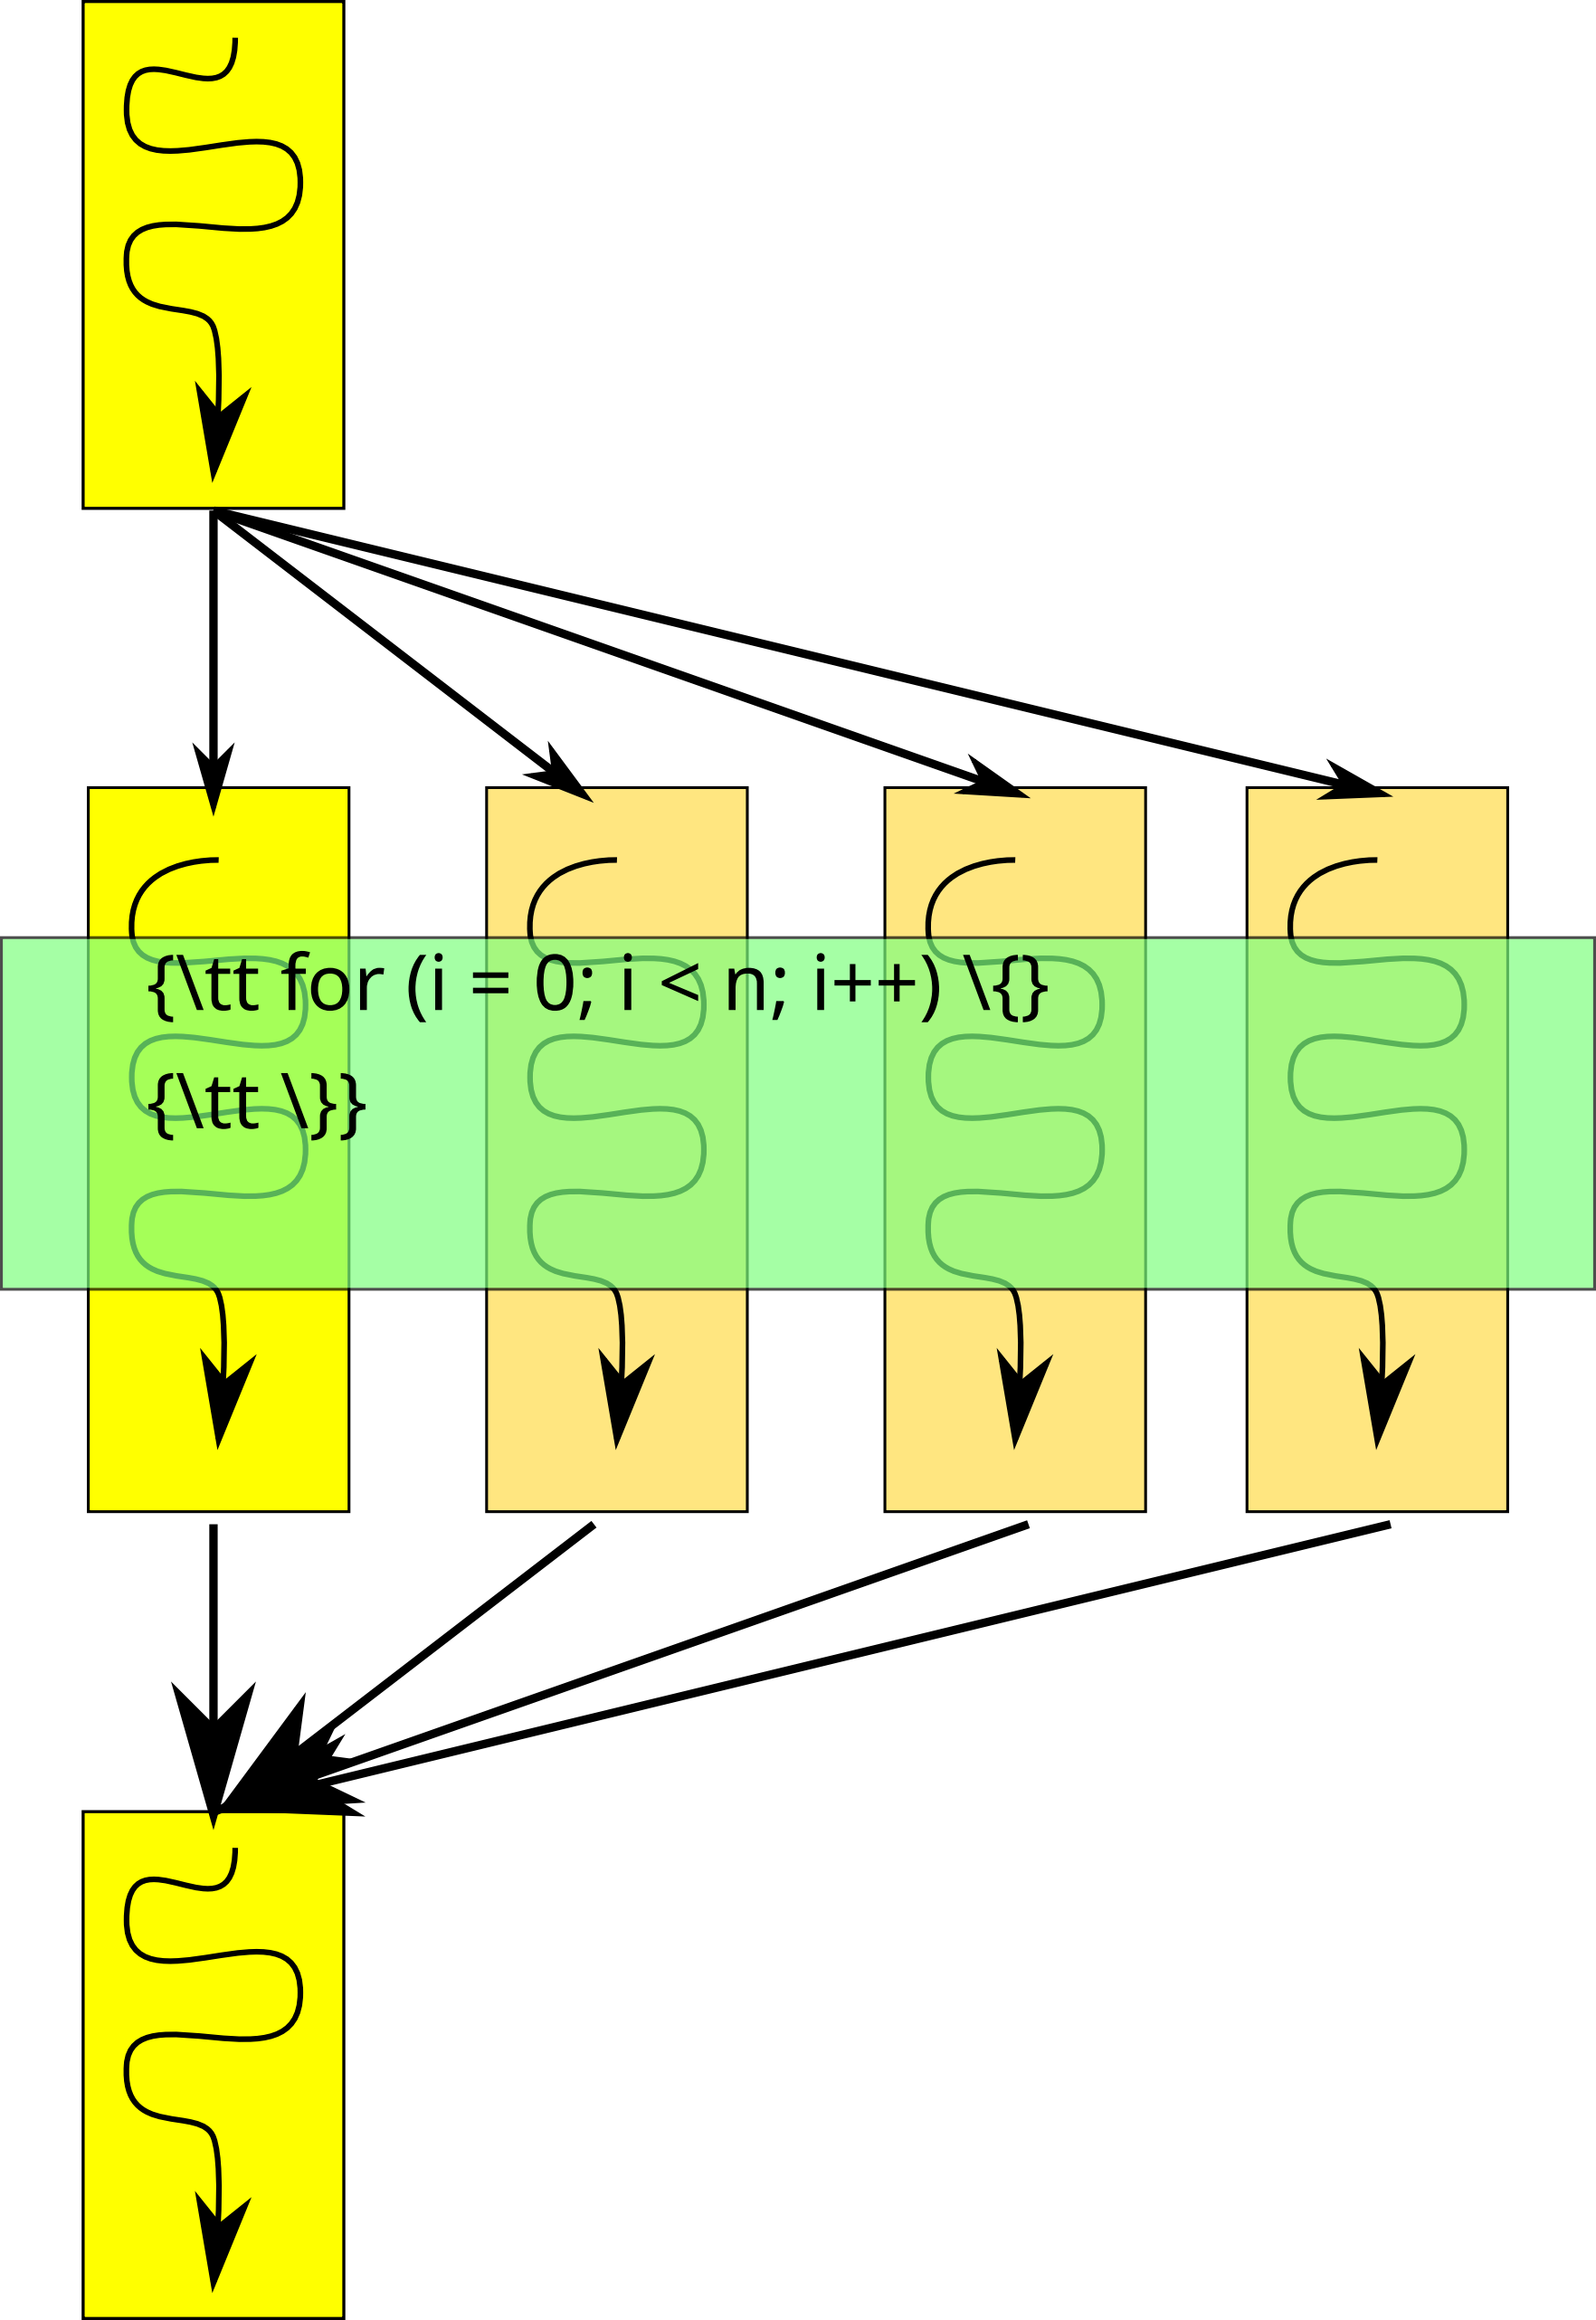 {\tt for (i = 0; i < n; i++) \{}
{\tt \}}